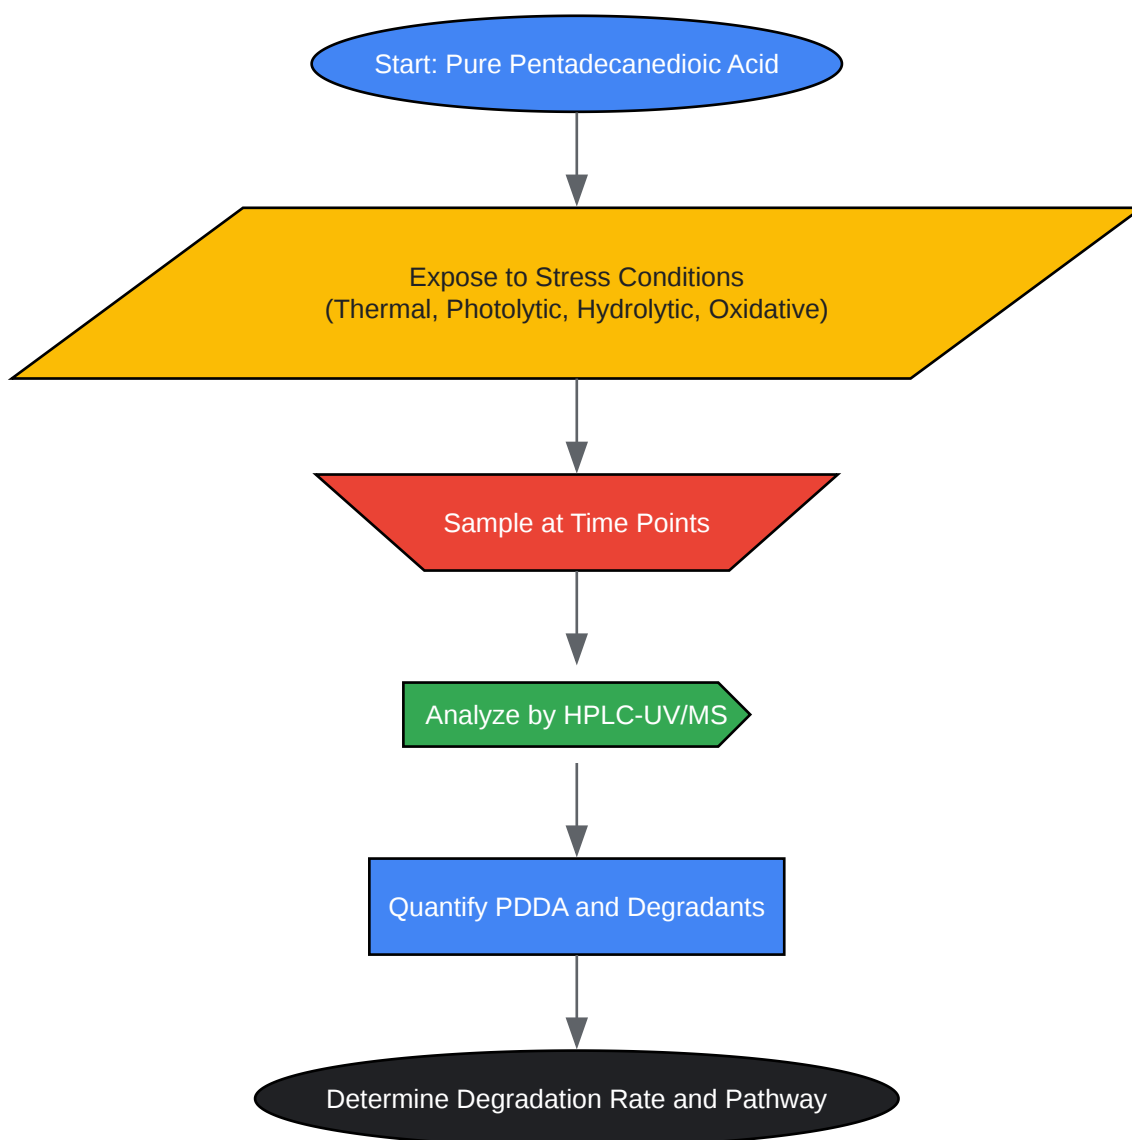 Start: Pure Pentadecanedioic Acid
Expose to Stress Conditions
(Thermal, Photolytic, Hydrolytic, Oxidative)
Sample at Time Points
Analyze by HPLC-UV/MS
Quantify PDDA and Degradants
Determine Degradation Rate and Pathway